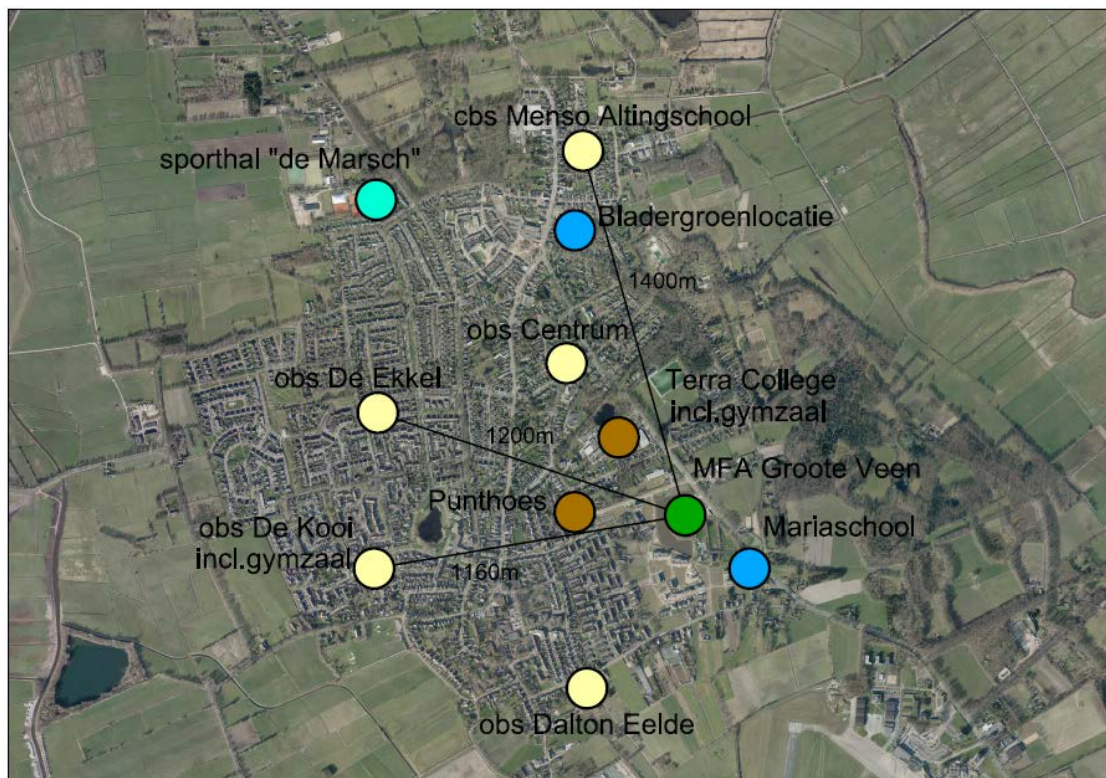 cbs Menso Altingschool
sporthal "de Marsch"
Bladergroenlocatie
1400m
obs Centrum
obs De Ekkel
Terra College
incl.gymzaal
1200m
MFA Groote Veen
Punthoes
obs De Kooi
incl.gymzaal
Mariaschool
1160m
obs Dalton Eelde